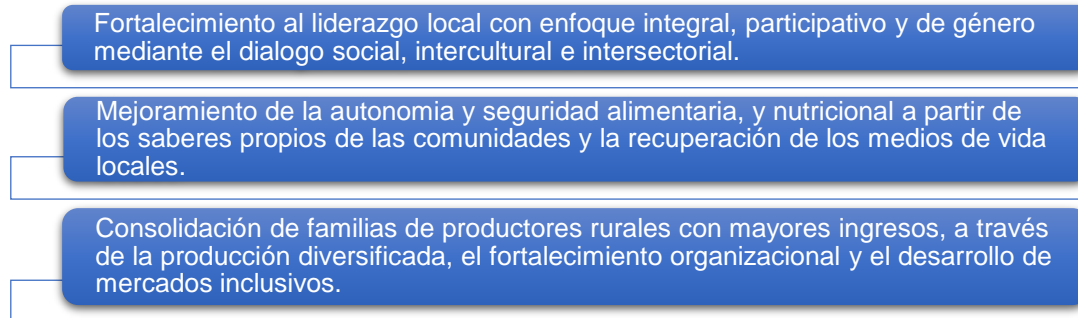 Fortalecimiento al liderazgo local con enfoque integral, participativo y de género
mediante el dialogo social, intercultural e intersectorial.
Mejoramiento de la autonomia y seguridad alimentaria, y nutricional a partir de
los saberes propios de las comunidades y la recuperación de los medios de vida
locales.
Consolidación de familias de productores rurales con mayores ingresos, a través
de la producción diversificada, el fortalecimiento organizacional y el desarrollo de
mercados inclusivos.